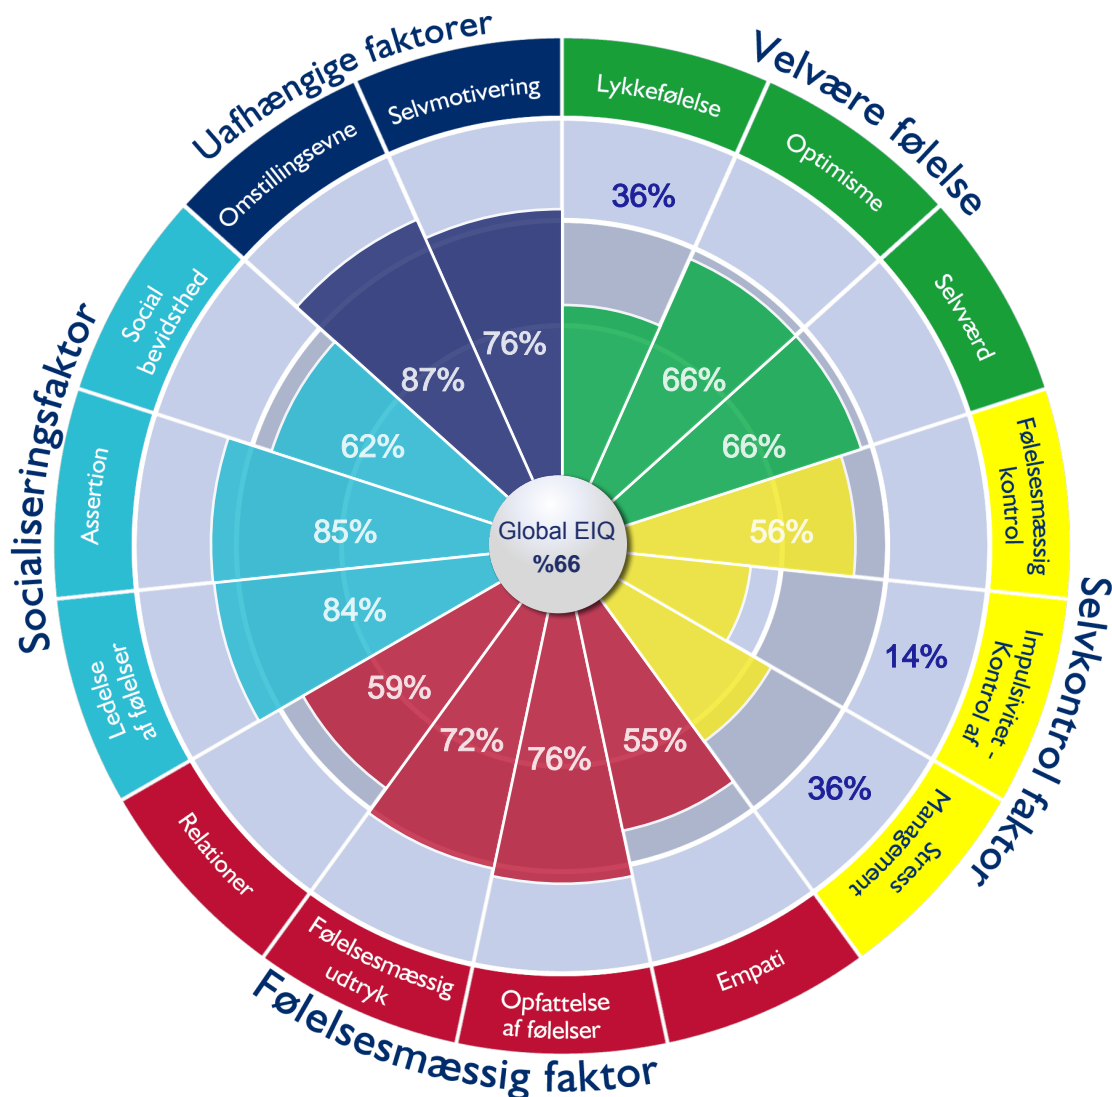 Uafhængige faktorer
Velvære følelse
Selvmotivering
Lykkefølelse
Omstillingsevne
Optimisme
Selvværd
36%
Social
bevidsthed
76%
87%
66%
62%
66%
Socialiseringsfaktor
Assertion
85%
Global EIQ
%66
56%
Følelsesmæssig
kontrol
84%
14%
Impulsivitet -
Kontrol af
Selvkontrol faktor
Ledelse
af følelser
59%
72%
76%
55%
36%
Stress
Management
Relationer
Følelsesmæssig
udtryk
Opfattelse
af følelser
Empati
Følelsesmæssig faktor